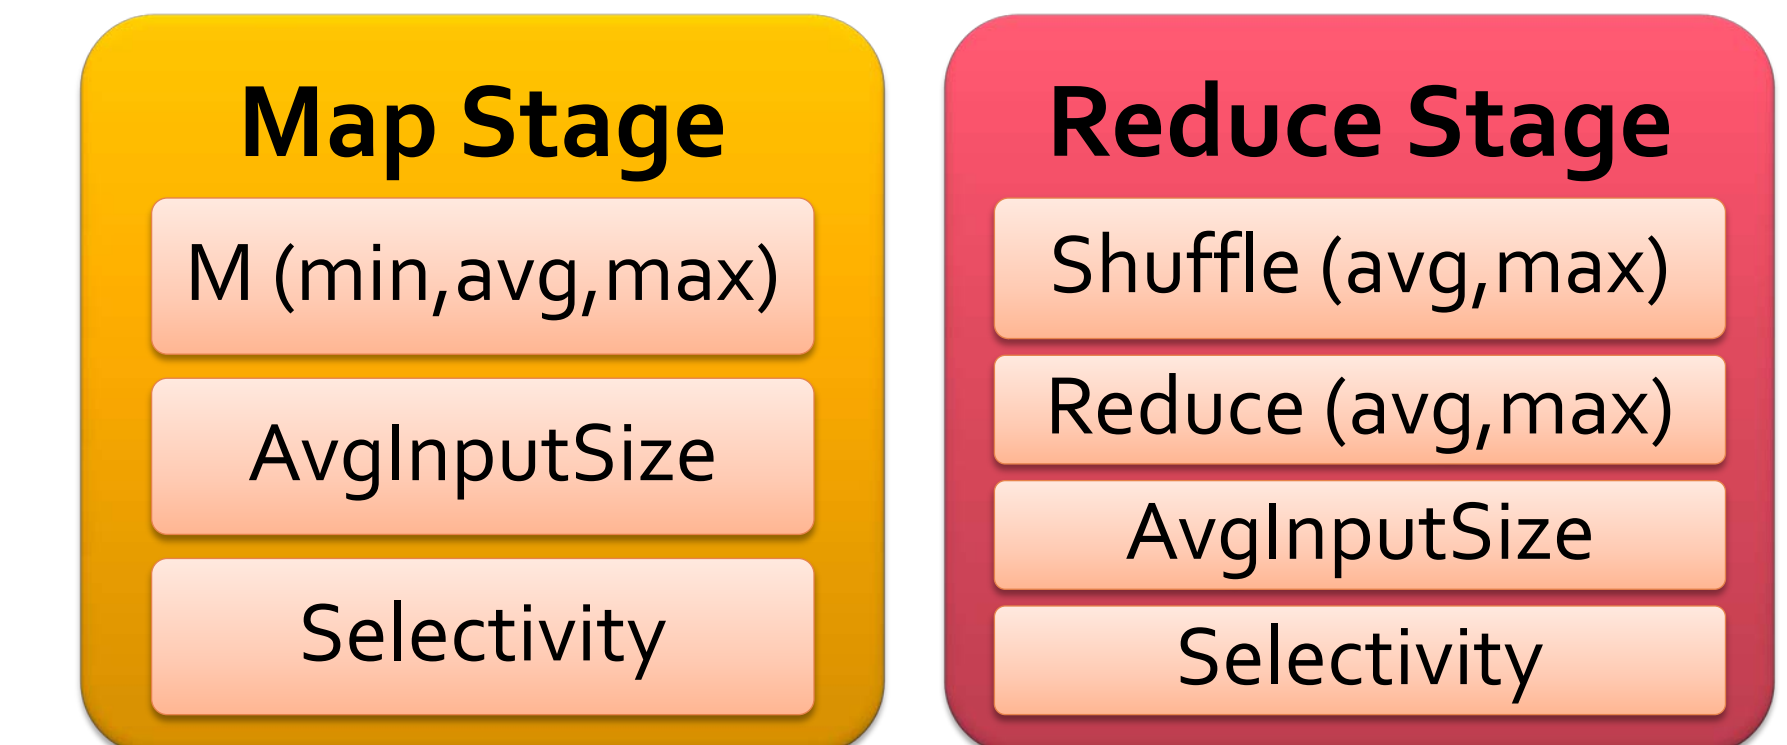 Map Stage
M (min,avg,max)
AvgInputSize
Selectivity
Reduce Stage
Shuffle (avg,max)
Reduce (avg,max)
AvgInputSize
Selectivity